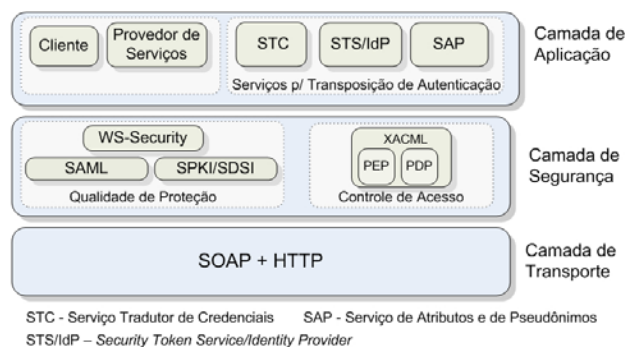 Cliente
Provedor de
Serviços
STC
STS/IdP
SAP
Serviços p/ Transposição de Autenticação
Camada de
Aplicação
WS-Security
SAML
SPKI/SDSI
Qualidade de Proteção
XACML
PEP
PDP
Controle de Acesso
Camada de
Segurança
SOAP + HTTP
Camada de
Transporte
STC - Serviço Tradutor de Credenciais
SAP - Serviço de Atributos e de Pseudônimos
STS/IdP – Security Token Service/Identity Provider